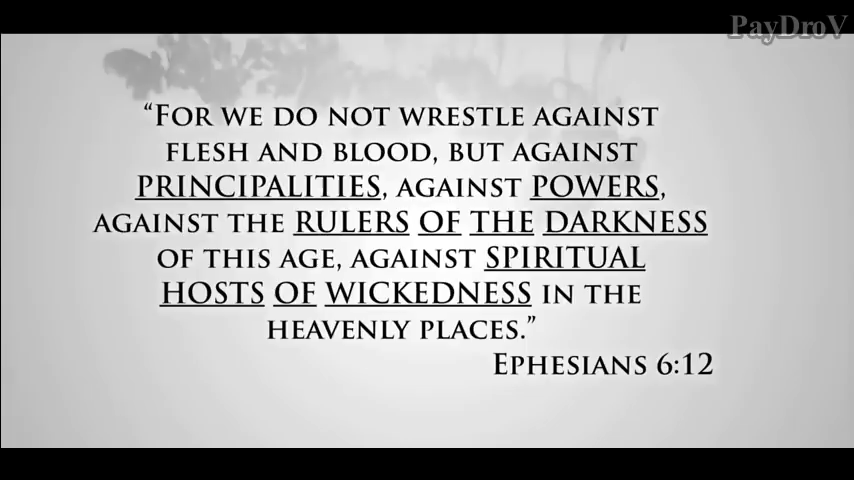 PayDroV
“For we do not wrestle against
flesh and blood, but against
principalities, against powers,
against the rulers of the darkness
of this age, against spiritual
hosts of wickedness in the
heavenly places.”
Ephesians 6:12